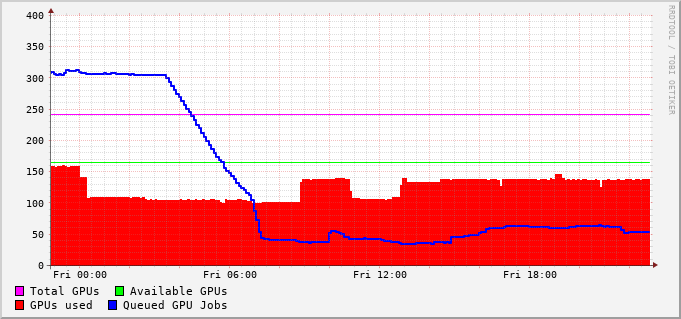 400
350
300
250
200
150
100
50
0
Fri 00:00 Fri 06:00 Fri 12:00 Fri 18:00
Total GPUs Available GPUs
GPUs used Queued GPU Jobs
RRDTOOL / TOBI OETIKER